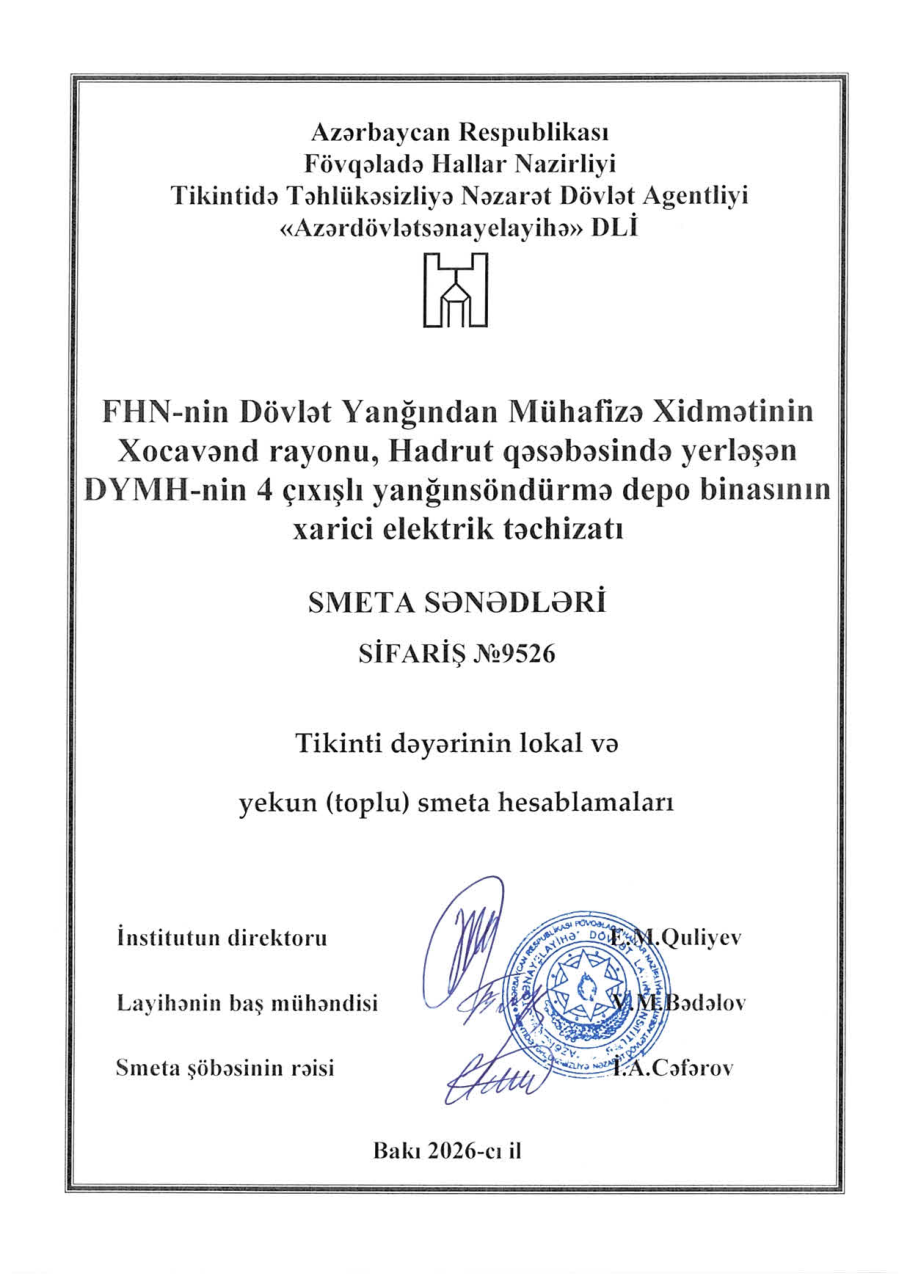 Azərbaycan Respublikası
Fövqəladə Hallar Nazirliyi
Tikintidə Təhlükəsizliyə Nəzarət Dövlət Agentliyi
«Azərdövlətsənayelayihə» DLİ
FHN-nin Dövlət Yanğından Mühafizə Xidmətinin
Xocavənd rayonu, Hadrut qəsəbəsində yerləşən
DYMH-nin 4 çıxışlı yanğınsöndürmə depo binasının
xarici elektrik təchizatı
SMETA SƏNƏDLƏRİ
SİFARİŞ №9526
Tikinti dəyərinin lokal və
yekun (toplu) smeta hesablamaları
İnstitutun direktoru E.M.Quliyev
Layihənin baş mühəndisi V.M.Bədəlov
Smeta şöbəsinin rəisi İ.A.Cəfərov
Bakı 2026-cı il